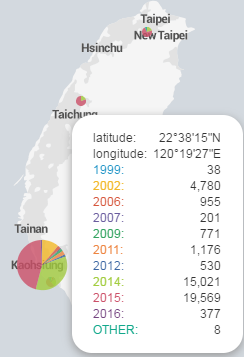 Taipei
New Taipei
Hsinchu
Taichung
Tainan
Kaohsiung
latitude: 22°38'15"N
longitude: 120°19'27"E
1999: 38
2002: 4,780
2006: 955
2007: 201
2009: 771
2011: 1,176
2012: 530
2014: 15,021
2015: 19,569
2016: 377
OTHER: 8